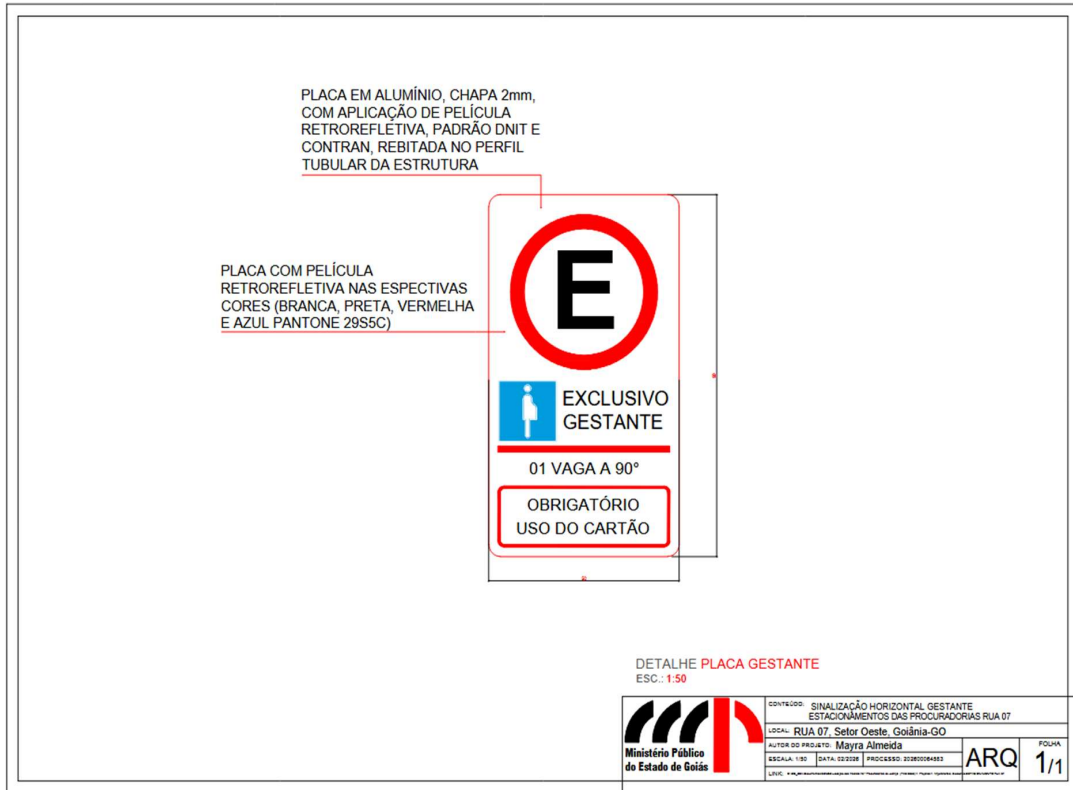 PLACA EM ALUMÍNIO, CHAPA 2mm,
COM APLICAÇÃO DE PELÍCULA
RETROREFLETIVA, PADRÃO DNIT E
CONTRAN, REBITADA NO PERFIL
TUBULAR DA ESTRUTURA
PLACA COM PELÍCULA
RETROREFLETIVA NAS ESPECTIVAS
CORES (BRANCA, PRETA, VERMELHA
E AZUL PANTONE 29S5C)
E
EXCLUSIVO
GESTANTE
01 VAGA A 90°
OBRIGATÓRIO
USO DO CARTÃO
DETALHE PLACA GESTANTE
ESC.: 1:50
Ministério Público
do Estado de Goiás
CONTEÚDO: SINALIZAÇÃO HORIZONTAL GESTANTE
ESTACIONAMENTOS DAS PROCURADORIAS RUA 07
LOCAL: RUA 07, Setor Oeste, Goiânia-GO
AUTOR DO PROJETO: Mayra Almeida
ESCALA: 1/50 DATA: 02/2026 PROCESSO:
ARQ
FOLHA
1/1
LINK: